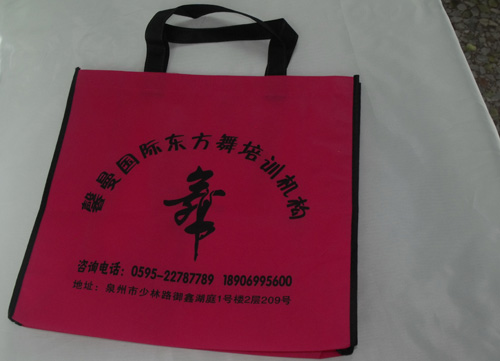 馨曼国际东方舞培训机构
舞
咨询电话：0595-22787789 18906995600
地址：泉州市少林路御鑫湖庭1号楼2层209号